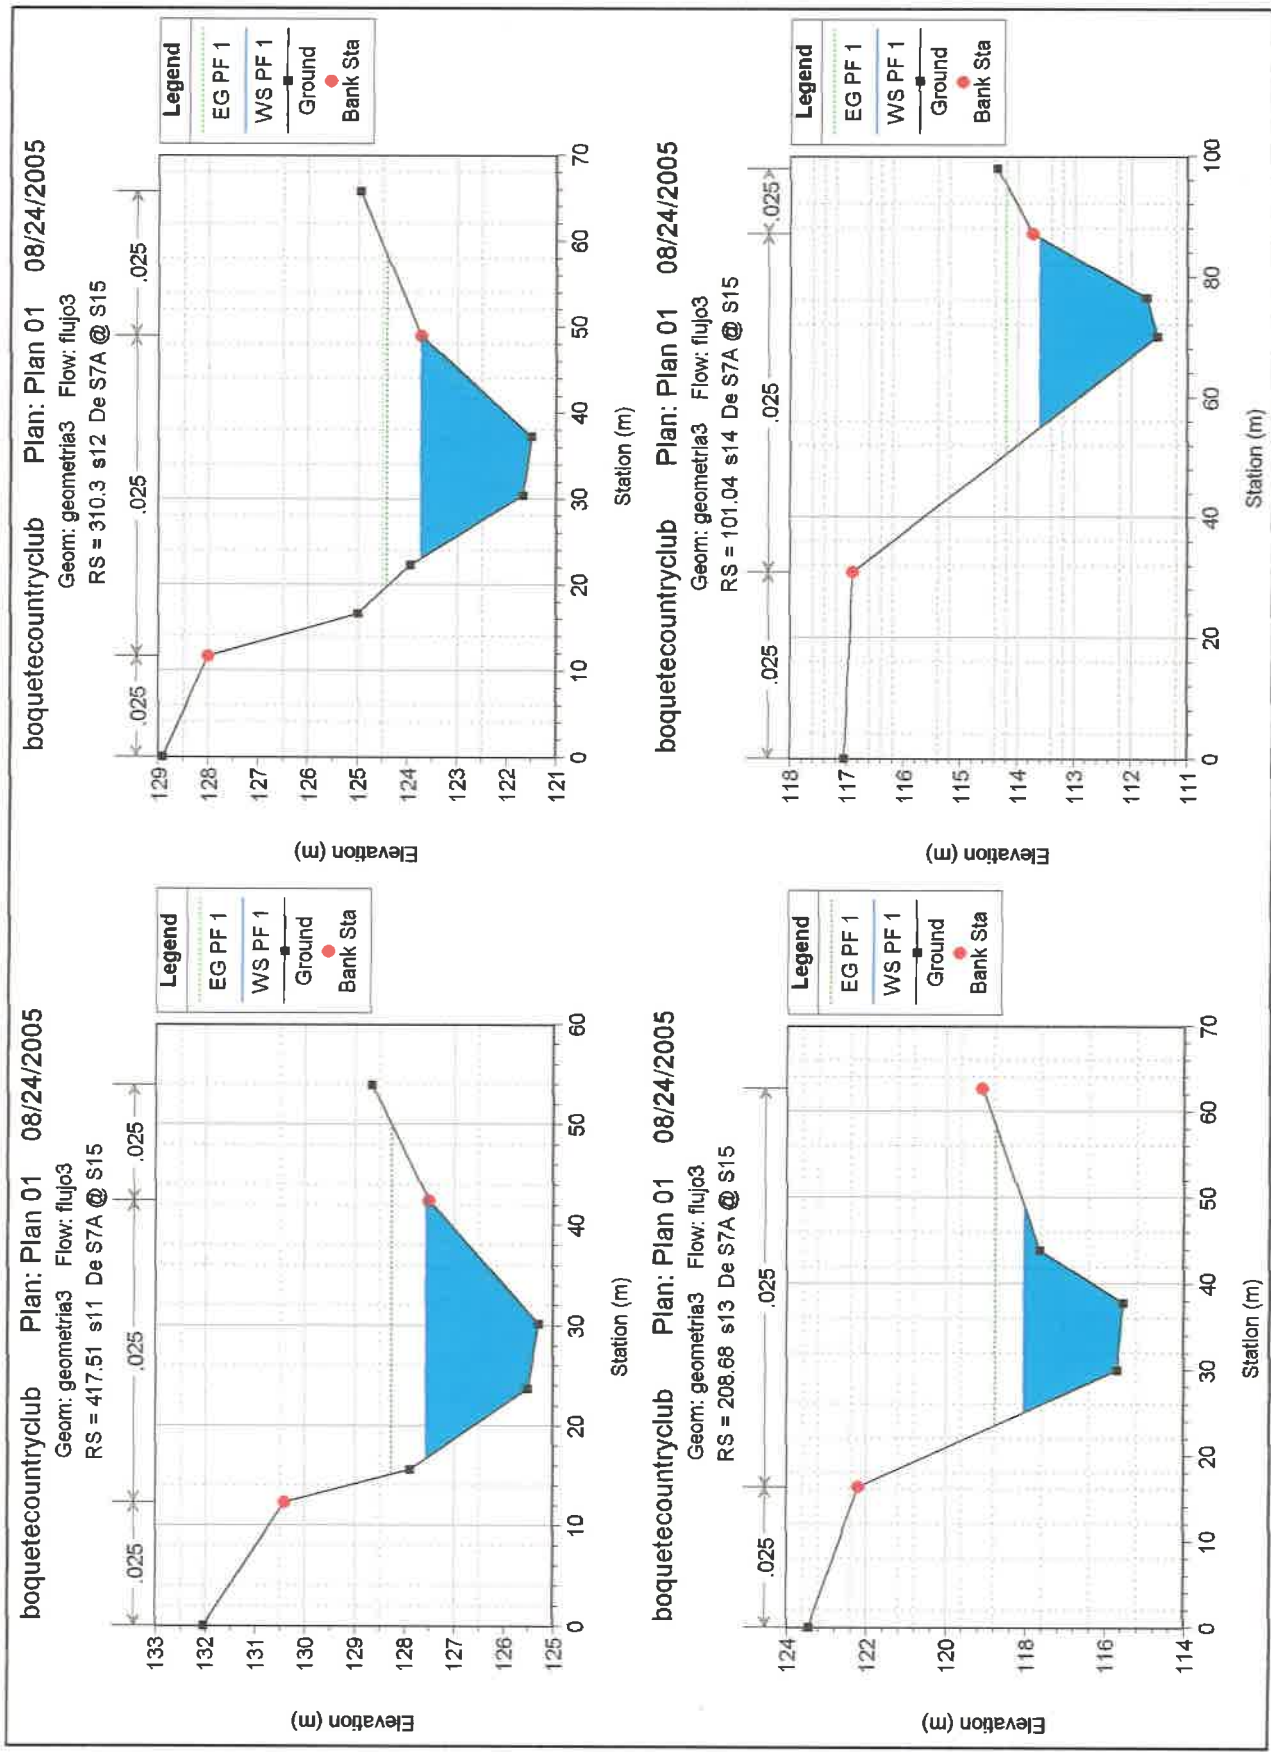 boquetecountryclub Plan: Plan 01 08/24/2005
Geom: geometria3 Flow: flujo3
RS = 417.51 s11 De S7A @ S15
.025
.025
.025
Legend
EG PF 1
WS PF 1
Ground
Bank Sta
133
132
131
130
129
128
127
126
125
Elevation (m)
0
10
20
30
40
50
60
Station (m)
boquetecountryclub Plan: Plan 01 08/24/2005
Geom: geometria3 Flow: flujo3
RS = 310.3 s12 De S7A @ S15
.025
.025
.025
Legend
EG PF 1
WS PF 1
Ground
Bank Sta
129
128
127
126
125
124
123
122
121
Elevation (m)
0
10
20
30
40
50
60
70
Station (m)
boquetecountryclub Plan: Plan 01 08/24/2005
Geom: geometria3 Flow: flujo3
RS = 208.68 s13 De S7A @ S15
.025
.025
Legend
EG PF 1
WS PF 1
Ground
Bank Sta
124
122
120
118
116
114
Elevation (m)
0
10
20
30
40
50
60
70
Station (m)
boquetecountryclub Plan: Plan 01 08/24/2005
Geom: geometria3 Flow: flujo3
RS = 101.04 s14 De S7A @ S15
.025
.025
.025
Legend
EG PF 1
WS PF 1
Ground
Bank Sta
118
117
116
115
114
113
112
111
Elevation (m)
0
20
40
60
80
100
Station (m)